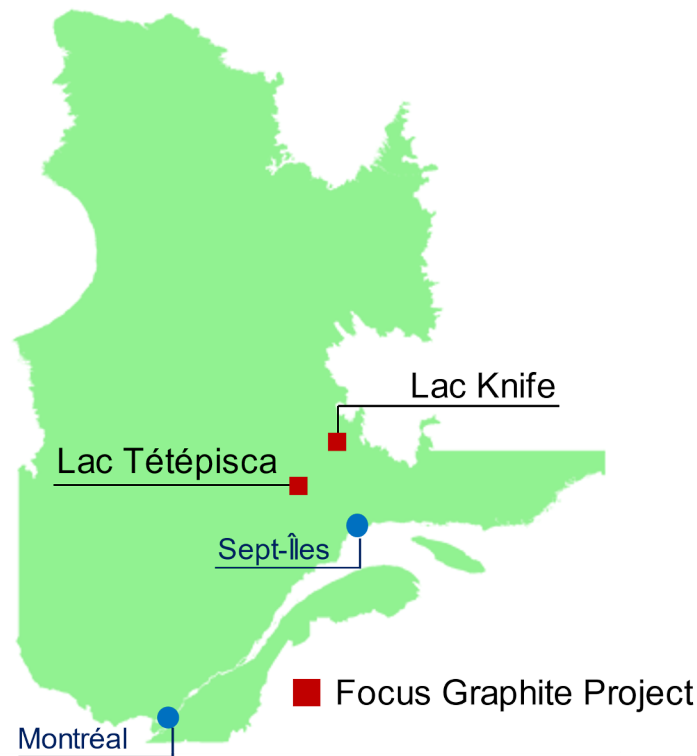 Lac Knife
Lac Tétépisca
Sept-Îles
Focus Graphite Project
Montréal